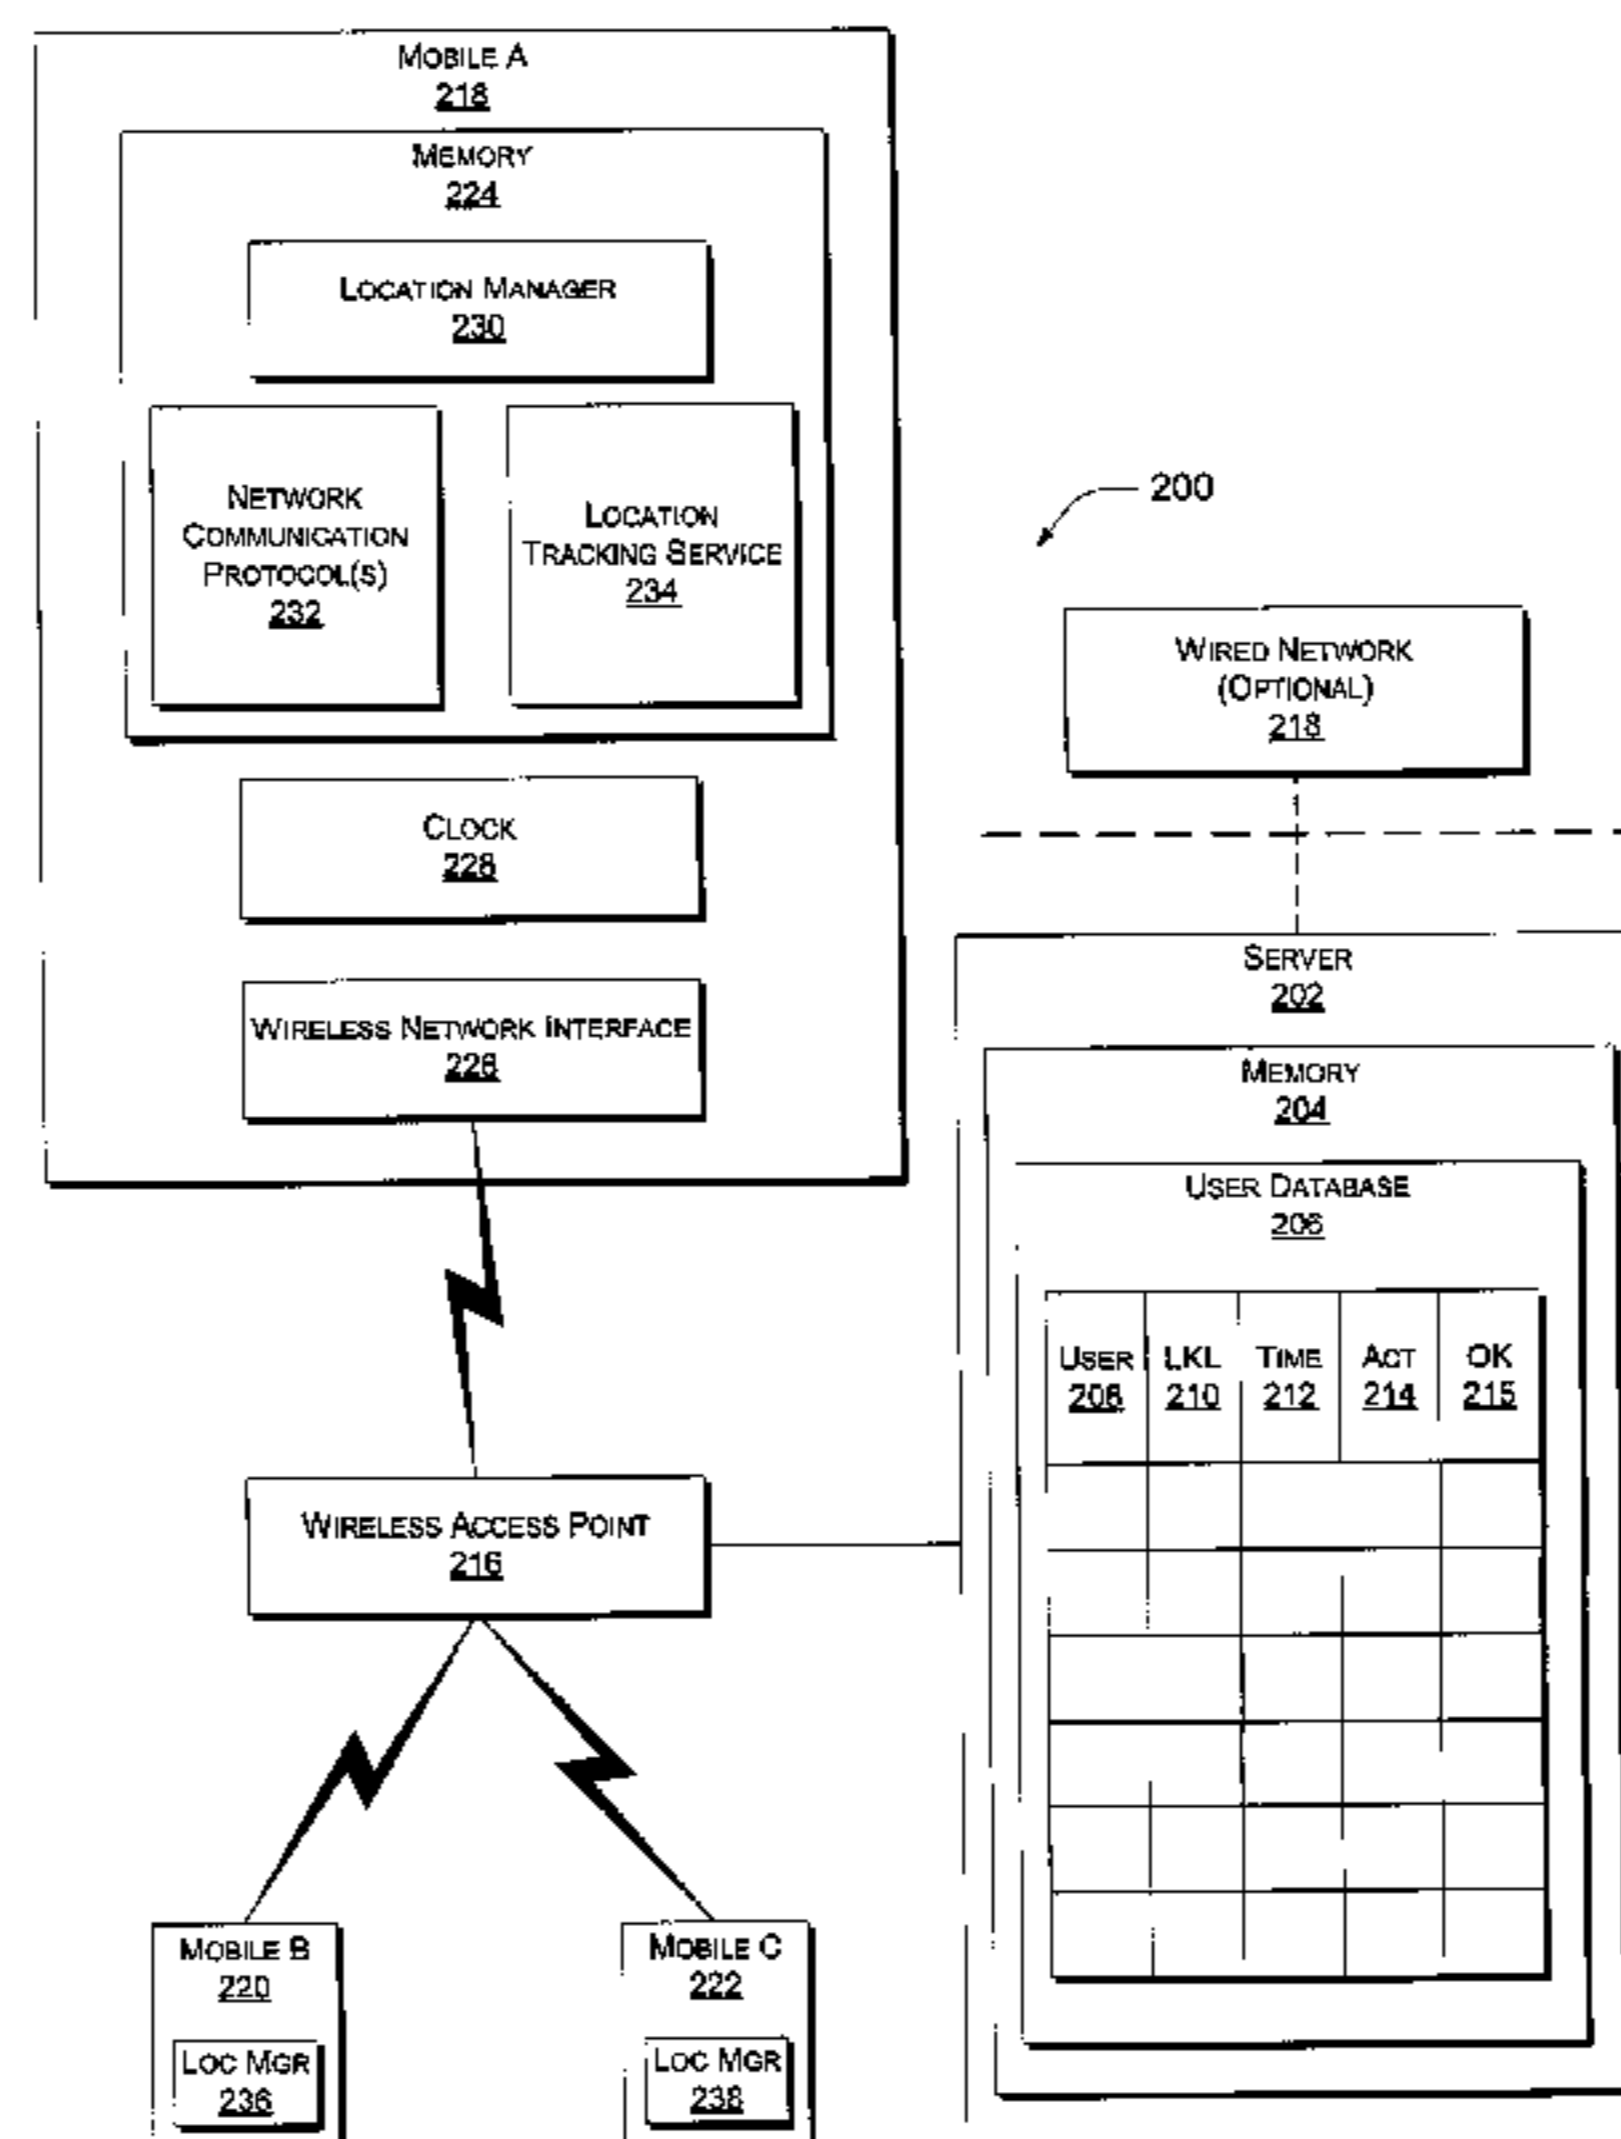 MOBILE A
218
MEMORY
224
LOCATION MANAGER
230
NETWORK
COMMUNICATION
PROTOCOL(S)
232
LOCATION
TRACKING SERVICE
234
CLOCK
228
WIRELESS NETWORK INTERFACE
226
200
WIRED NETWORK
(OPTIONAL)
218
SERVER
202
MEMORY
204
USER DATABASE
206
USER
208
LKL
210
TIME
212
ACT
214
OK
215
WIRELESS ACCESS POINT
216
MOBILE B
220
LOC MGR
236
MOBILE C
222
LOC MGR
238